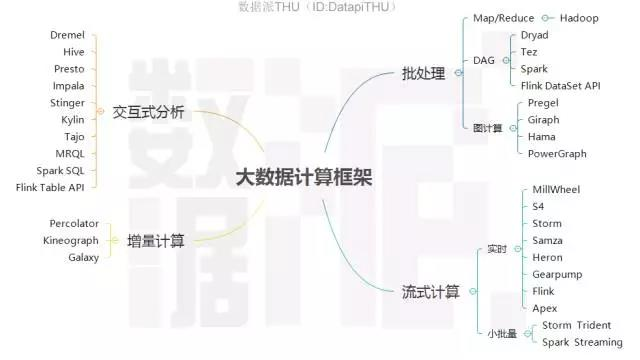 数据派THU（ID:DatapiTHU）
大数据计算框架
批处理
Map/Reduce
Hadoop
DAG
Dryad
Tez
Spark
Flink DataSet API
图计算
Pregel
Giraph
Hama
PowerGraph
流式计算
实时
MillWheel
S4
Storm
Samza
Heron
Gearpump
Flink
Apex
小批量
Storm Trident
Spark Streaming
交互式分析
Dremel
Hive
Presto
Impala
Stinger
Kylin
Tajo
MRQL
Spark SQL
Flink Table API
增量计算
Percolator
Kineograph
Galaxy
数据派